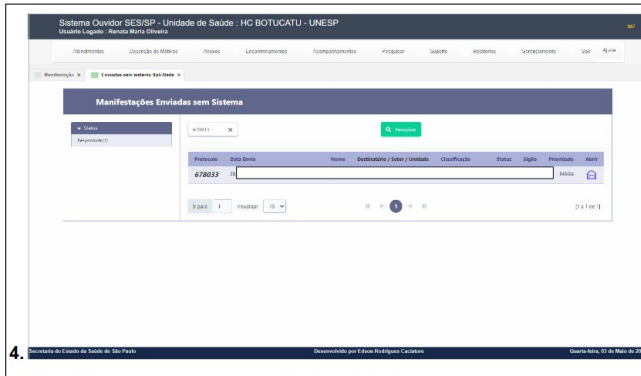 Sistema Ouvidor SES/SP - Unidade de Saúde : HC BOTUCATU - UNESP
Usuário Logado : Renata Maria Oliveira
Atendimentos Descrição do Motivos Anexos Encaminhamentos Acompanhamentos Pesquisar Suporte Relatórios Gerenciamento Sair Ajuda
Manifestação × Enviadas sem sistema Sub-Rede ×
Manifestações Enviadas sem Sistema
Status
Respondida (1)
678033 × Pesquisar
Protocolo Data Envio Nome Destinatário / Setor / Unidade Classificação Status Sigilo Prioridade Abrir
678033 28 Média
Ir para 1 Visualizar 10 1 [1 a 1 de 1]
4.
Secretaria do Estado da Saúde de São Paulo Desenvolvido por Edson Rodrigues Caciatore Quarta-feira, 03 de Maio de 20